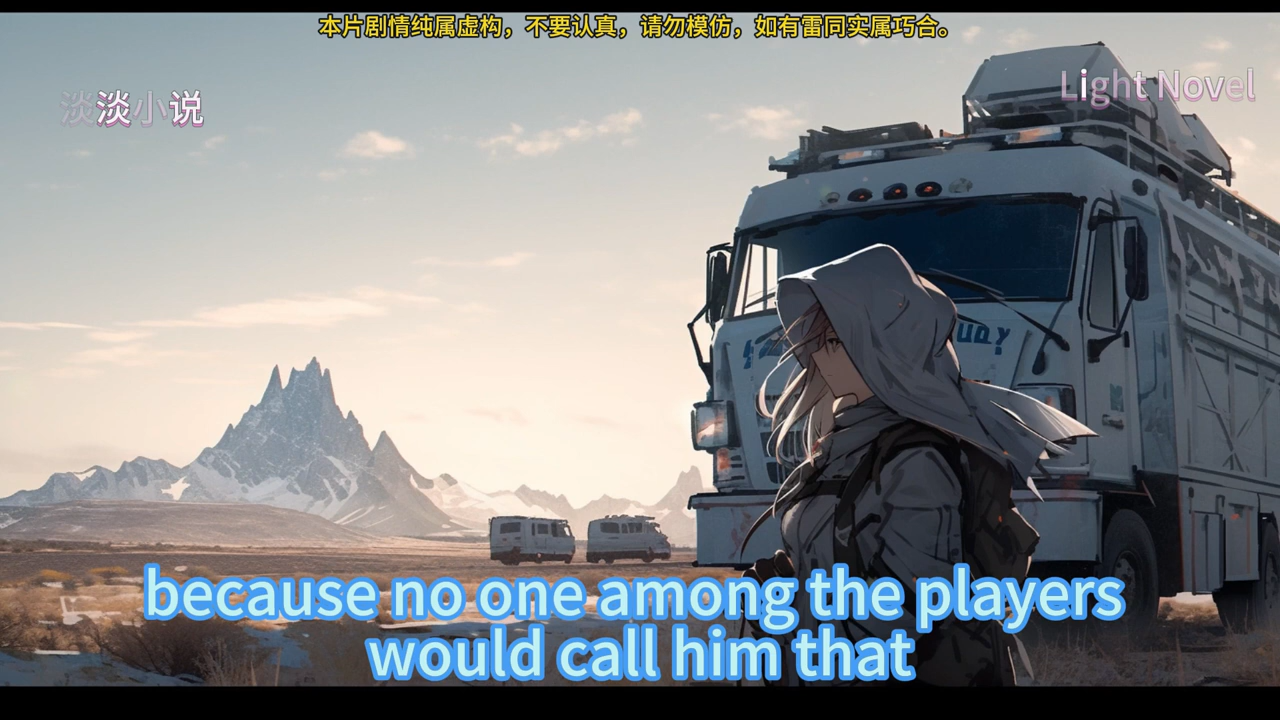 本片剧情纯属虚构，不要认真，请勿模仿，如有雷同实属巧合。
淡淡小说
Light Novel
because no one among the players
would call him that